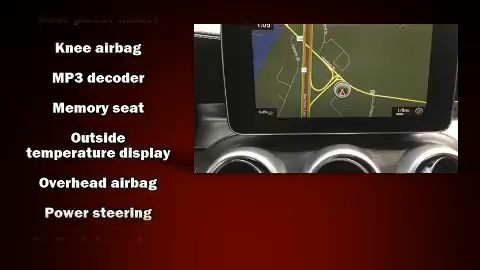 Knee airbag
MP3 decoder
Memory seat
Outside
temperature display
Overhead airbag
Power steering